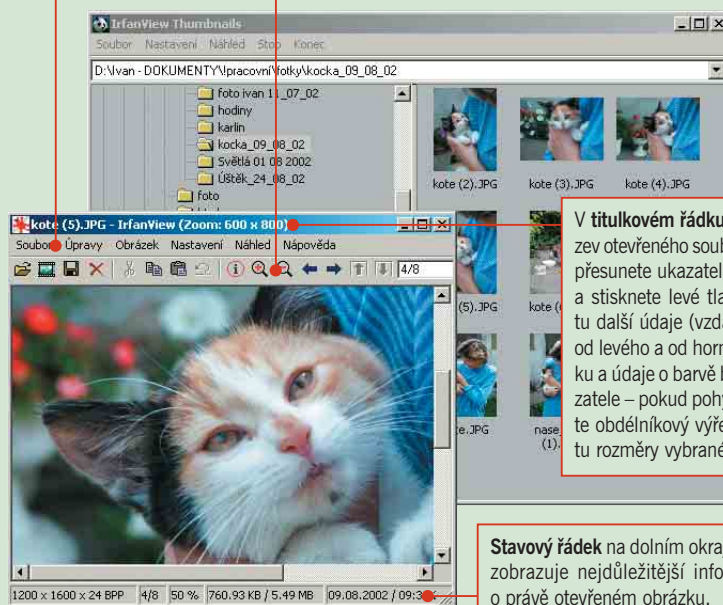 IrfanView Thumbnails
Soubor Nastavení Náhled Stop Konec
D:\Ivan - DOKUMENTY\!pracovní\fotky\kocka_09_08_02
foto ivan 11_07_02
hodiny
karlin
kocka_09_08_02
Světlá 01 08 2002
Úštěk_24_08_02
foto
kote (2).JPG kote (3).JPG kote (4).JPG
kote (5).JPG - IrfanView (Zoom: 600 x 800)
Soubor Úpravy Obrázek Nastavení Náhled Nápověda
4/8
(5).JPG
e.JPG
(1).
V titulkovém řádku
zev otevřeného soub
přesunete ukazatel
a stisknete levé tla
tu další údaje (vzd
od levého a od horn
ku a údaje o barvě
zatele – pokud pohy
te obdélníkový výře
tu rozměry vybrané
1200 x 1600 x 24 BPP 4/8 50 % 760.93 KB / 5.49 MB 09.08.2002 / 09:3
Stavový řádek na dolním okra
zobrazuje nejdůležitější info
o právě otevřeném obrázku.